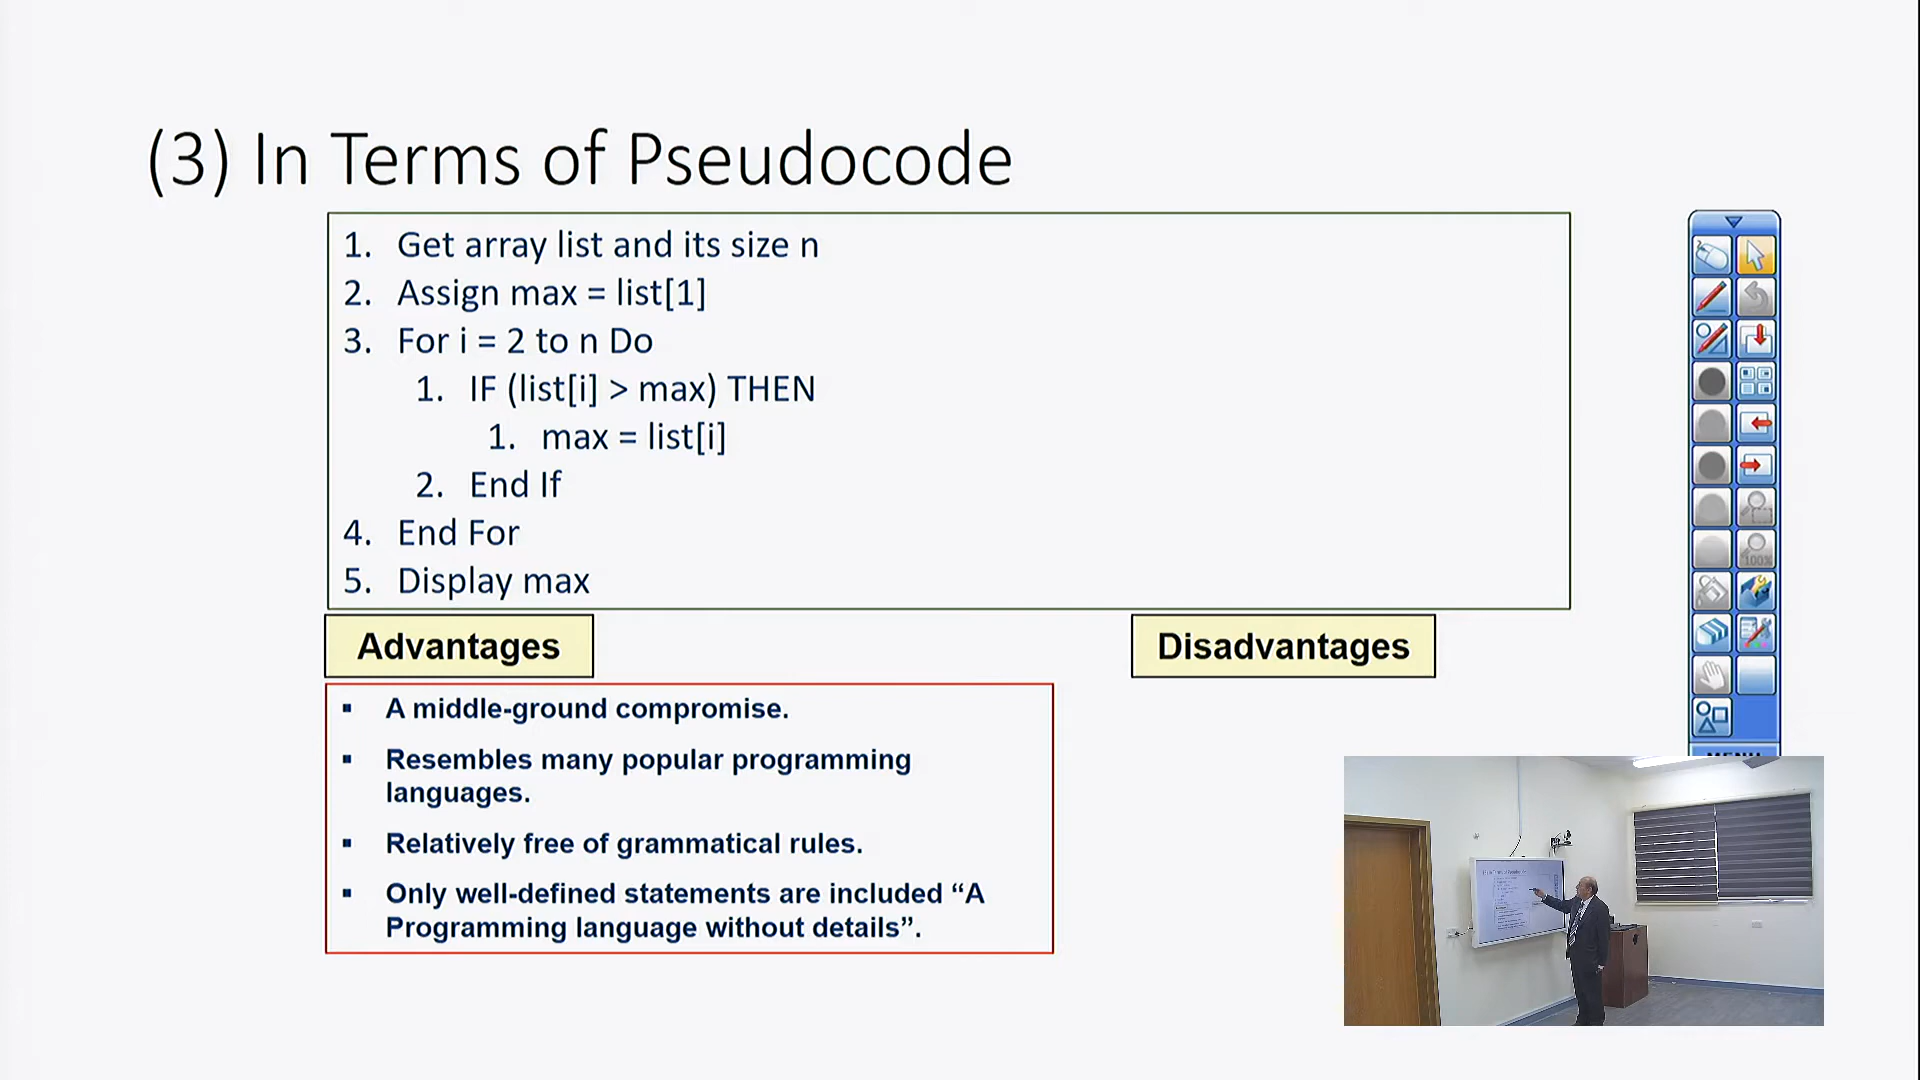 (3) In Terms of Pseudocode
1. Get array list and its size n
2. Assign max = list[1]
3. For i = 2 to n Do
1. IF (list[i] > max) THEN
1. max = list[i]
2. End If
4. End For
5. Display max
Advantages
Disadvantages
▪ A middle-ground compromise.
▪ Resembles many popular programming
languages.
▪ Relatively free of grammatical rules.
▪ Only well-defined statements are included “A
Programming language without details”.
100%
MENU